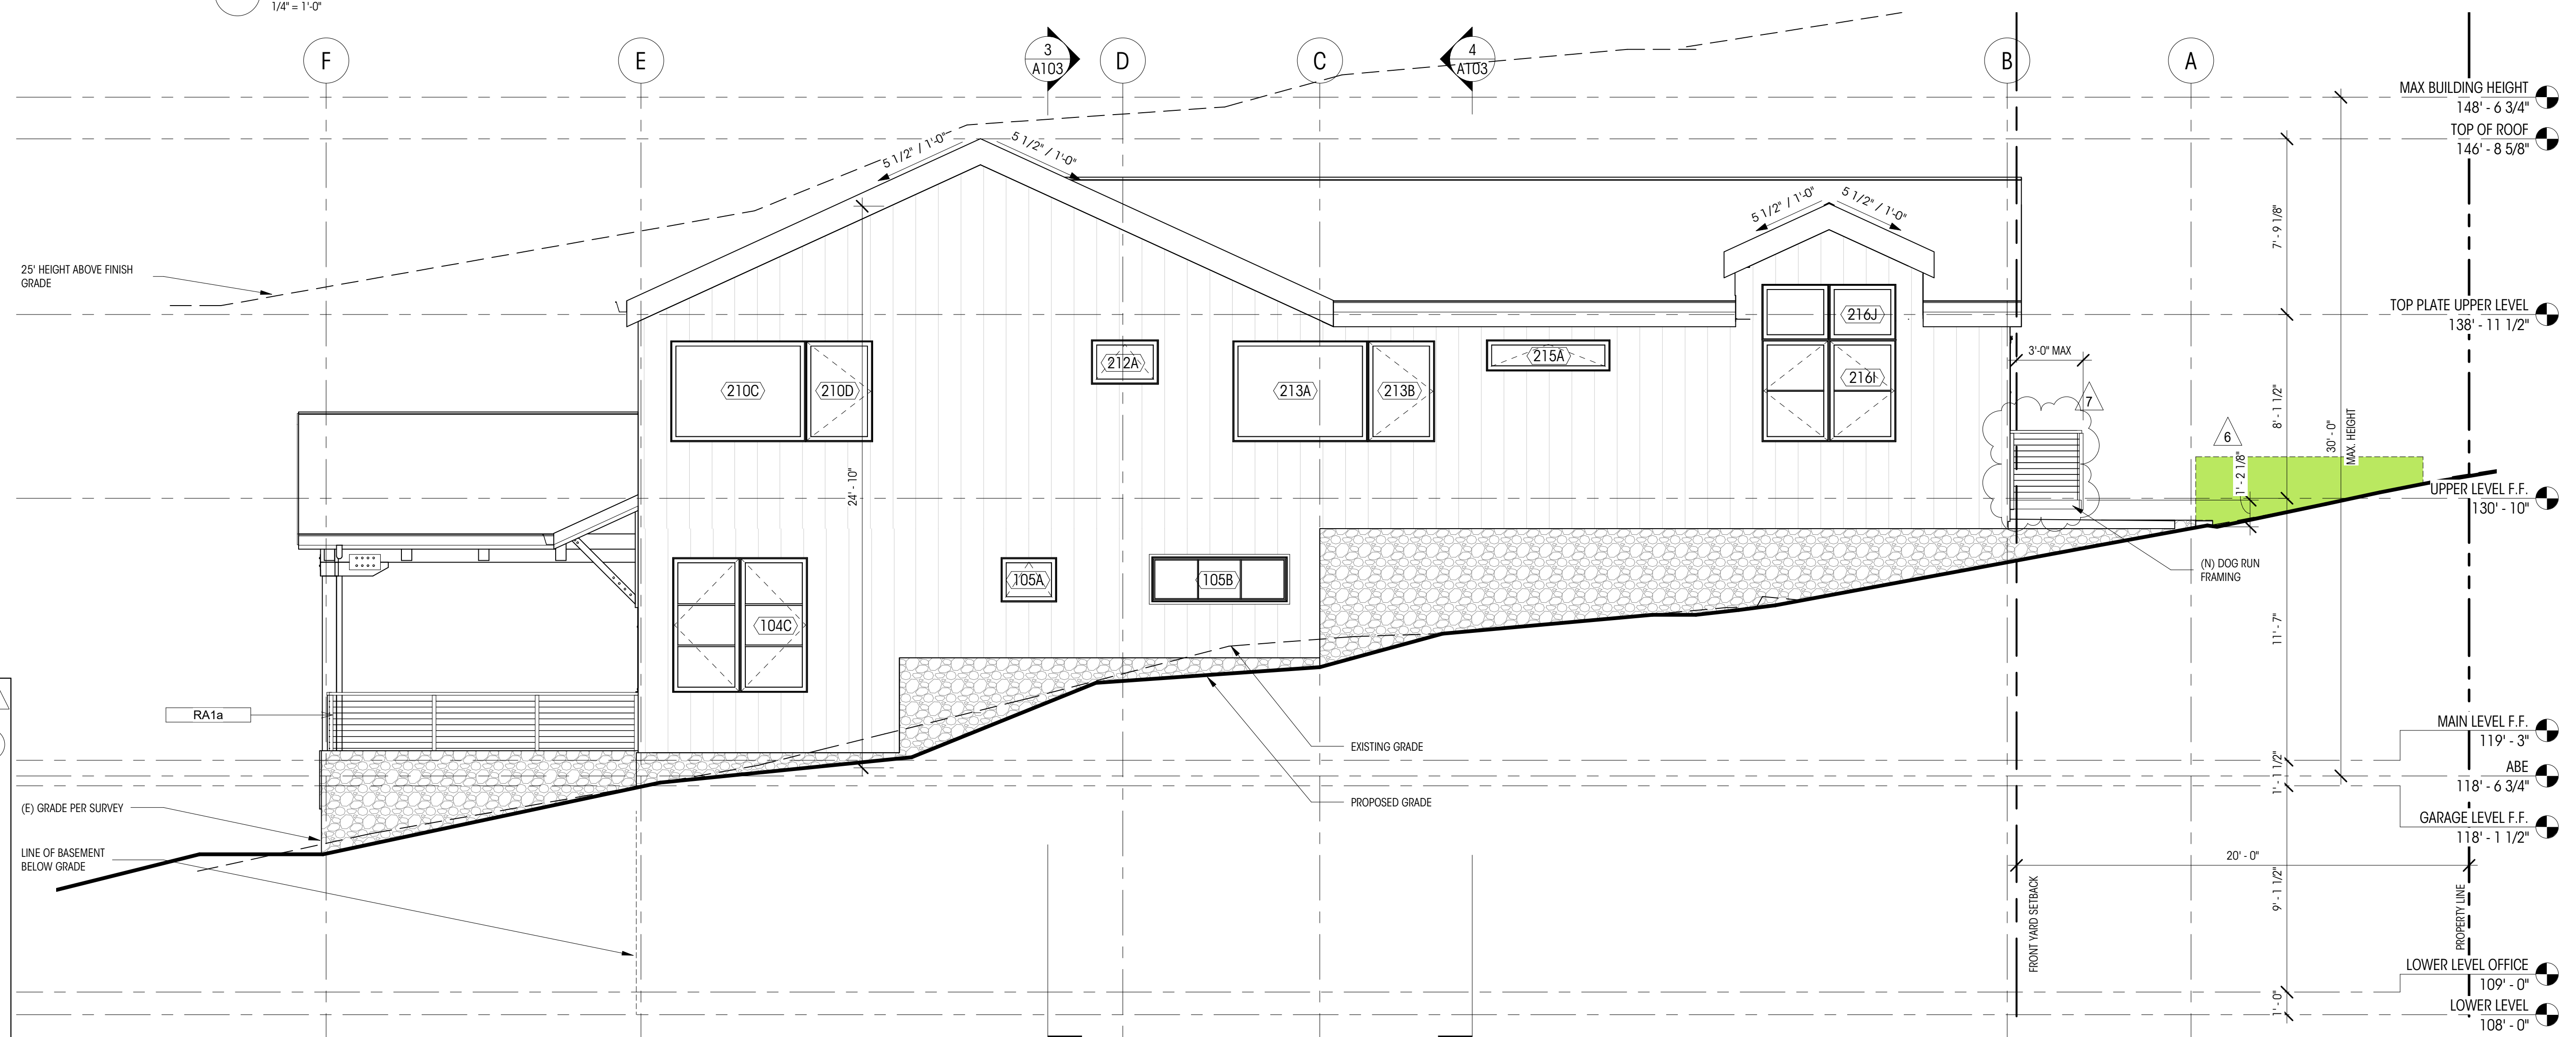 1/4" = 1'-0"
F
E
3
A103
D
C
4
A103
B
A
MAX BUILDING HEIGHT
148' - 6 3/4"
TOP OF ROOF
146' - 8 5/8"
5 1/2" / 1'-0"
5 1/2" / 1'-0"
5 1/2" / 1'-0"
5 1/2" / 1'-0"
7' - 9 1/8"
25' HEIGHT ABOVE FINISH
GRADE
TOP PLATE UPPER LEVEL
138' - 11 1/2"
216J
3'-0" MAX
212A
215A
210C
210D
213A
213B
216I
7
8' - 1 1/2"
30' - 0"
MAX. HEIGHT
6
1' - 2 1/8"
24' - 10"
UPPER LEVEL F.F.
130' - 10"
(N) DOG RUN
FRAMING
105A
105B
104C
11' - 7"
RA1a
MAIN LEVEL F.F.
119' - 3"
EXISTING GRADE
1' - 1 1/2"
ABE
118' - 6 3/4"
PROPOSED GRADE
(E) GRADE PER SURVEY
GARAGE LEVEL F.F.
118' - 1 1/2"
LINE OF BASEMENT
BELOW GRADE
20' - 0"
9' - 1 1/2"
FRONT YARD SETBACK
PROPERTY LINE
LOWER LEVEL OFFICE
109' - 0"
1' - 0"
LOWER LEVEL
108' - 0"